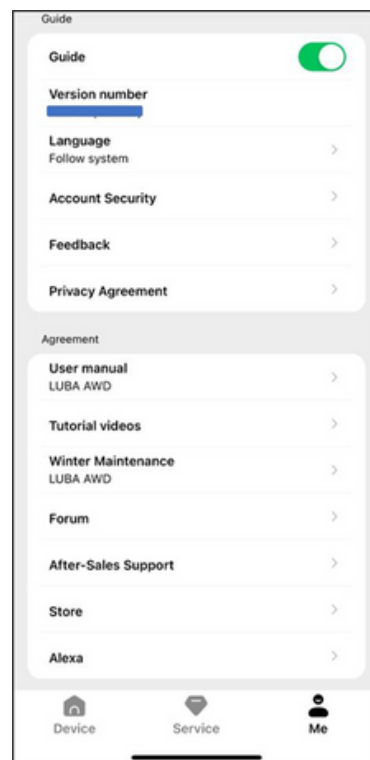 Guide
Guide
Version number
Language
Follow system
Account Security
Feedback
Privacy Agreement
Agreement
User manual
LUBA AWD
Tutorial videos
Winter Maintenance
LUBA AWD
Forum
After-Sales Support
Store
Alexa
Device Service Me